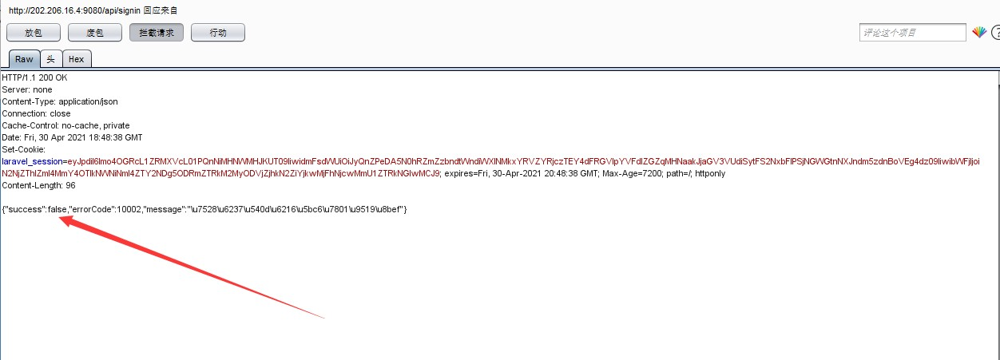 http://202.206.16.4:9080/api/signin 回应来自
放包 废包 拦截请求 行动 评论这个项目 ?
Raw 头 Hex
HTTP/1.1 200 OK
Server: none
Content-Type: application/json
Connection: close
Cache-Control: no-cache, private
Date: Fri, 30 Apr 2021 18:48:38 GMT
Set-Cookie:
laravel_session=eyJpdiI6Imo4OGRcL1ZRMXVcL01PQnNiMHNWMHJKUT09IiwidmFsdWUiOiJyQnZPeDA5N0hRZmZzbndtWndiWXlNMkxYRVZYRjczTEY4dFRGVlpYVFdIZGZqMHNaakJjaGV3VUdiSytFS2NxbFlPSjNGWGtnNXJndm5zdnBoVEg4dz09IiwibWFjIjoi
N2NjZThlZmI4MmY4OTlkNWNiNmI4ZTY2NDg5ODRmZTRkM2MyODVjZjhkN2ZiYjkwMjFhNjcwMmU1ZTRkNGIwMCJ9; expires=Fri, 30-Apr-2021 20:48:38 GMT; Max-Age=7200; path=/; httponly
Content-Length: 96
{"success":false,"errorCode":10002,"message":"\u7528\u6237\u540d\u6216\u5bc6\u7801\u9519\u8bef"}